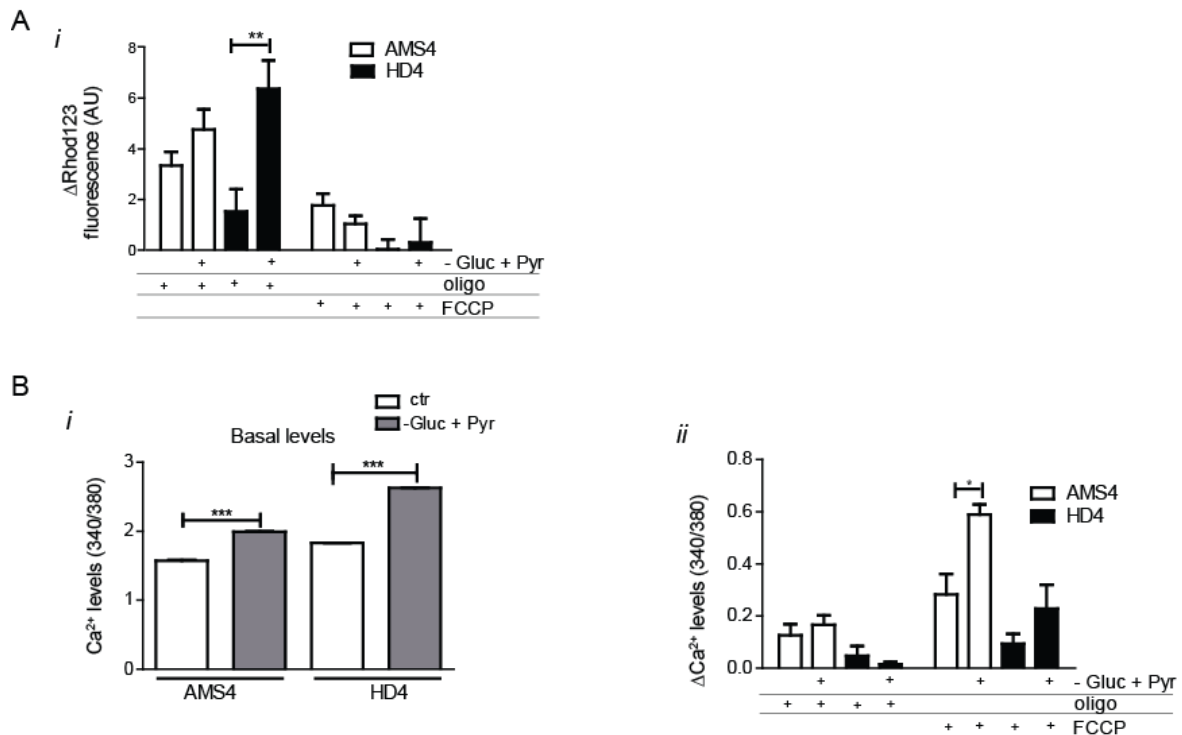 A
i
AMS4
HD4
**
ΔRhod123
fluorescence (AU)
8
6
4
2
0
+ + + + - Gluc + Pyr
+ + + + oligo
+ + + + FCCP
B
i
ctr
-Gluc + Pyr
Basal levels
***
***
Ca²⁺ levels (340/380)
3
2
1
0
AMS4 HD4
ii
AMS4
HD4
*
ΔCa²⁺ levels (340/380)
0.8
0.6
0.4
0.2
0.0
+ + + + - Gluc + Pyr
+ + + + oligo
+ + + + FCCP